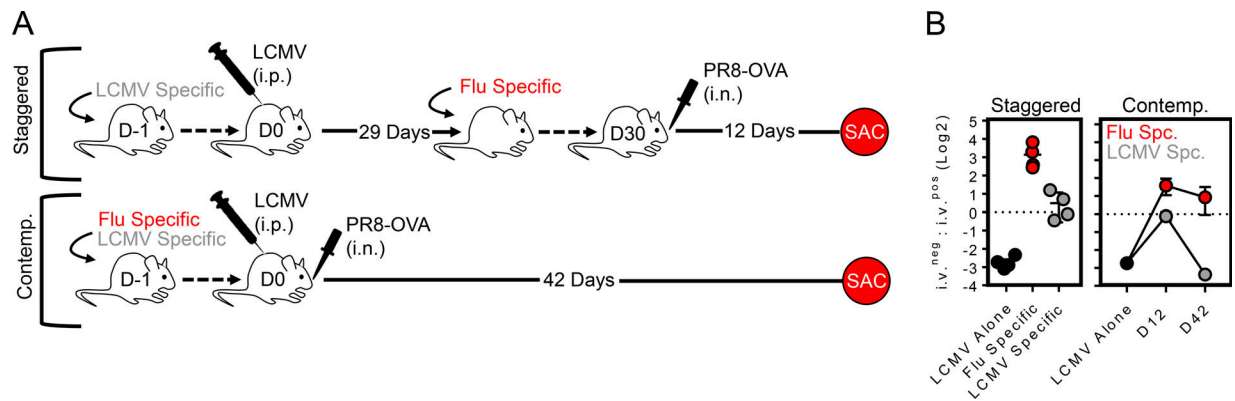 A
Staggered
LCMV Specific
D-1
LCMV
(i.p.)
D0
29 Days
Flu Specific
D30
PR8-OVA
(i.n.)
12 Days
SAC
Contemp.
Flu Specific
LCMV Specific
D-1
LCMV
(i.p.)
D0
PR8-OVA
(i.n.)
42 Days
SAC
B
Staggered
Contemp.
i.v.neg : i.v.pos (Log2)
5
4
3
2
1
0
-1
-2
-3
-4
Flu Spc.
LCMV Spc.
LCMV Alone
Flu Specific
LCMV Specific
LCMV Alone
D12
D42